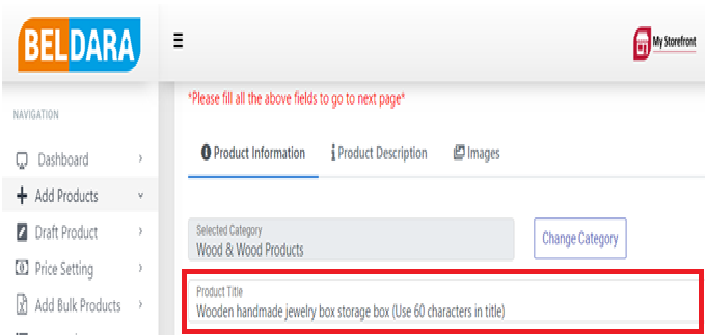 BELDARA
My Storefront
*Please fill all the above fields to go to next page*
NAVIGATION
Product Information
Product Description
Images
Dashboard
Add Products
Draft Product
Price Setting
Add Bulk Products
Selected Category
Wood & Wood Products
Change Category
Product Title
Wooden handmade jewelry box storage box (Use 60 characters in title)